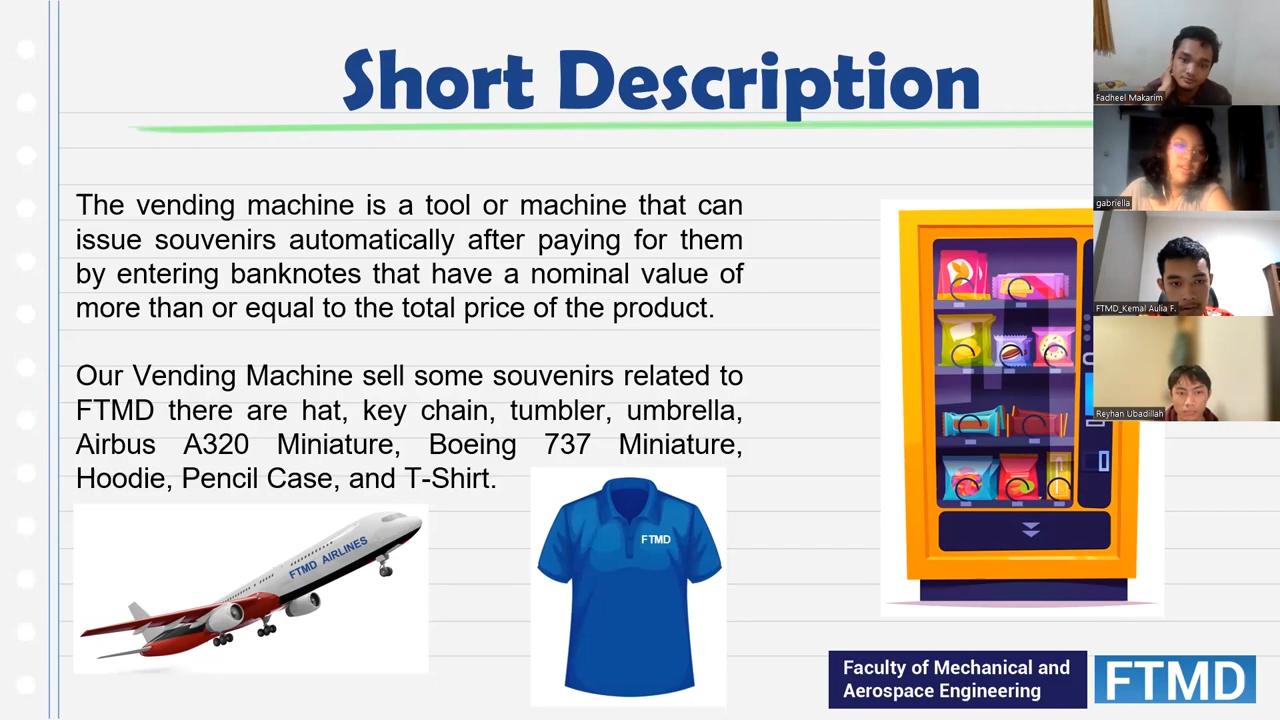 Short Description
The vending machine is a tool or machine that can
issue souvenirs automatically after paying for them
by entering banknotes that have a nominal value of
more than or equal to the total price of the product.
Our Vending Machine sell some souvenirs related to
FTMD there are hat, key chain, tumbler, umbrella,
Airbus A320 Miniature, Boeing 737 Miniature,
Hoodie, Pencil Case, and T-Shirt.
FTMD AIRLINES
FTMD
Faculty of Mechanical and
Aerospace Engineering
FTMD
Fadheel Makarim
gabriella
FTMD_Kemal Aulia F.
Reyhan Ubadillah